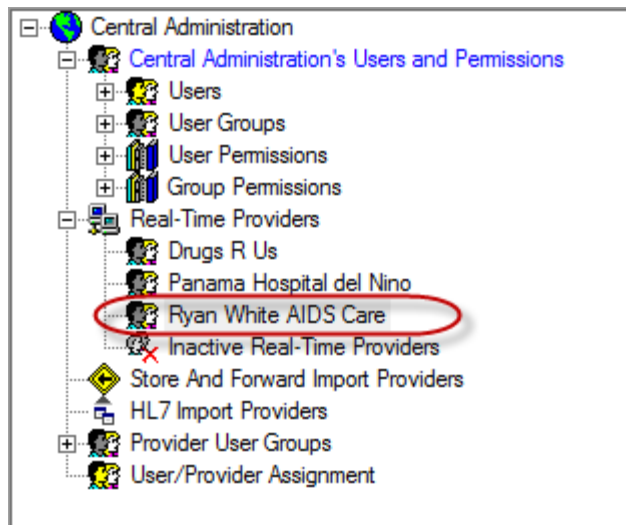 Central Administration
Central Administration's Users and Permissions
Users
User Groups
User Permissions
Group Permissions
Real-Time Providers
Drugs R Us
Panama Hospital del Nino
Ryan White AIDS Care
Inactive Real-Time Providers
Store And Forward Import Providers
HL7 Import Providers
Provider User Groups
User/Provider Assignment